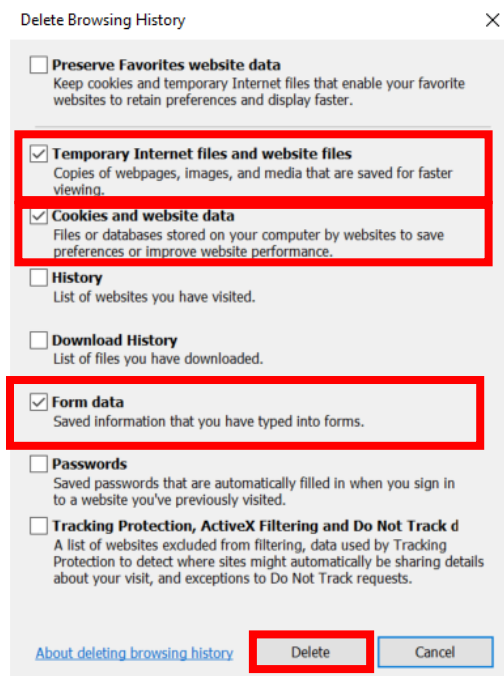 Delete Browsing History
Preserve Favorites website data
Keep cookies and temporary Internet files that enable your favorite
websites to retain preferences and display faster.
Temporary Internet files and website files
Copies of webpages, images, and media that are saved for faster
viewing.
Cookies and website data
Files or databases stored on your computer by websites to save
preferences or improve website performance.
History
List of websites you have visited.
Download History
List of files you have downloaded.
Form data
Saved information that you have typed into forms.
Passwords
Saved passwords that are automatically filled in when you sign in
to a website you've previously visited.
Tracking Protection, ActiveX Filtering and Do Not Track d
A list of websites excluded from filtering, data used by Tracking
Protection to detect where sites might automatically be sharing details
about your visit, and exceptions to Do Not Track requests.
About deleting browsing history Delete Cancel